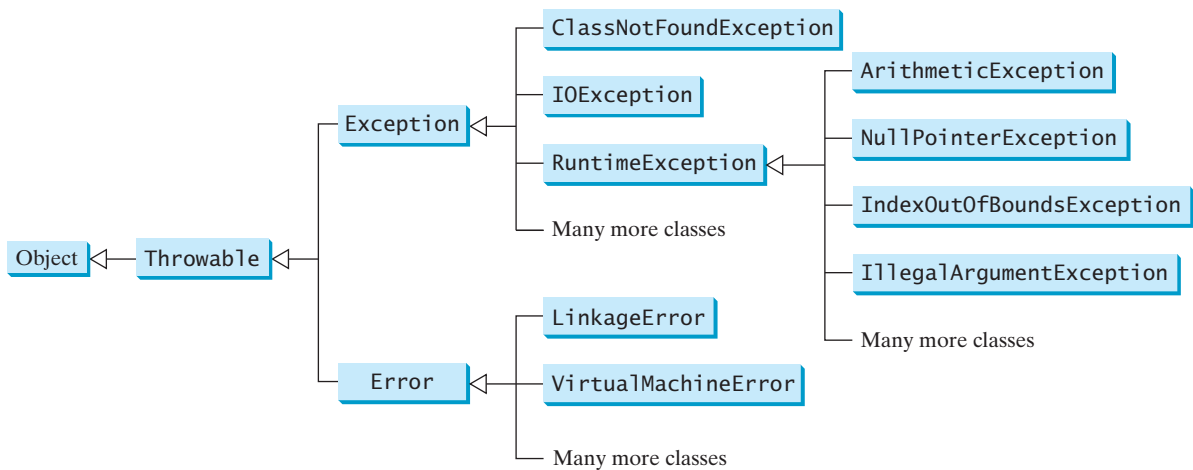 ClassNotFoundException
ArithmeticException
IOException
Exception
NullPointerException
RuntimeException
IndexOutOfBoundsException
Many more classes
Object
Throwable
IllegalArgumentException
LinkageError
Many more classes
Error
VirtualMachineError
Many more classes